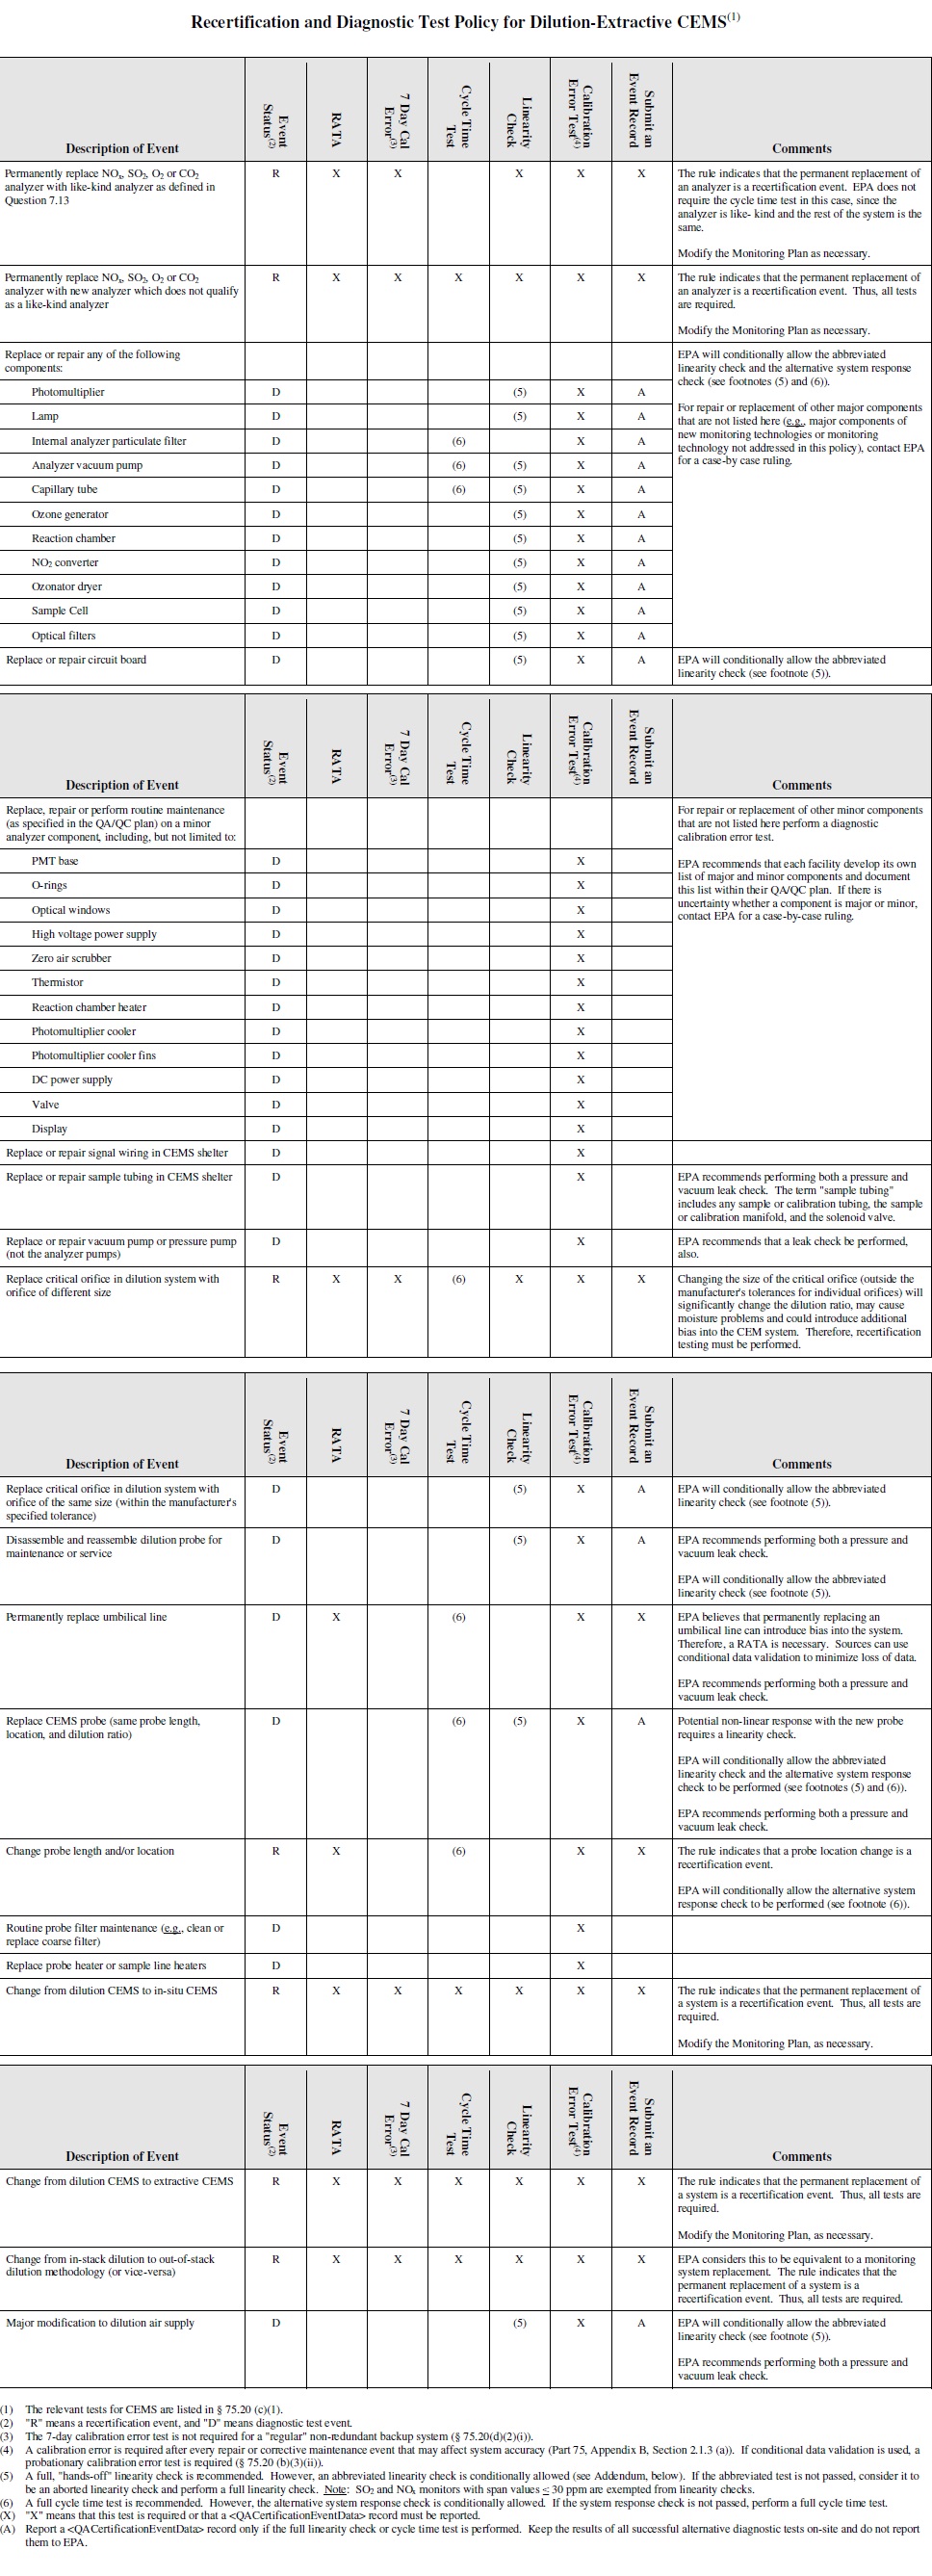 Recertification and Diagnostic Test Policy for Dilution-Extractive CEMS(1)
Description of Event
Event Status(2)
RATA
7 Day Cal Error(3)
Cycle Time Test
Linearity Check
Calibration Error Test(4)
Submit an Event Record
Comments
Permanently replace NOx, SO2, O2 or CO2 analyzer with like-kind analyzer as defined in Question 7.13 R X X X X X
The rule indicates that the permanent replacement of an analyzer is a recertification event. EPA does not require the cycle time test in this case, since the analyzer is like- kind and the rest of the system is the same.
Modify the Monitoring Plan as necessary.
Permanently replace NOx, SO2, O2 or CO2 analyzer with new analyzer which does not qualify as a like-kind analyzer R X X X X X X
The rule indicates that the permanent replacement of an analyzer is a recertification event. Thus, all tests are required.
Modify the Monitoring Plan as necessary.
Replace or repair any of the following components:
EPA will conditionally allow the abbreviated linearity check and the alternative system response check (see footnotes (5) and (6)).
For repair or replacement of other major components that are not listed here (e.g., major components of new monitoring technologies or monitoring technology not addressed in this policy), contact EPA for a case-by case ruling.
Photomultiplier D (5) X A
Lamp D (5) X A
Internal analyzer particulate filter D (6) X A
Analyzer vacuum pump D (6) (5) X A
Capillary tube D (6) (5) X A
Ozone generator D (5) X A
Reaction chamber D (5) X A
NO2 converter D (5) X A
Ozonator dryer D (5) X A
Sample Cell D (5) X A
Optical filters D (5) X A
Replace or repair circuit board D (5) X A
EPA will conditionally allow the abbreviated linearity check (see footnote (5)).
Description of Event
Event Status(2)
RATA
7 Day Cal Error(3)
Cycle Time Test
Linearity Check
Calibration Error Test(4)
Submit an Event Record
Comments
Replace, repair or perform routine maintenance (as specified in the QA/QC plan) on a minor analyzer component, including, but not limited to:
For repair or replacement of other minor components that are not listed here perform a diagnostic calibration error test.
EPA recommends that each facility develop its own list of major and minor components and document this list within their QA/QC plan. If there is uncertainty whether a component is major or minor, contact EPA for a case-by-case ruling.
PMT base D X
O-rings D X
Optical windows D X
High voltage power supply D X
Zero air scrubber D X
Thermistor D X
Reaction chamber heater D X
Photomultiplier cooler D X
Photomultiplier cooler fins D X
DC power supply D X
Valve D X
Display D X
Replace or repair signal wiring in CEMS shelter D X
Replace or repair sample tubing in CEMS shelter D X
EPA recommends performing both a pressure and vacuum leak check. The term "sample tubing" includes any sample or calibration tubing, the sample or calibration manifold, and the solenoid valve.
Replace or repair vacuum pump or pressure pump (not the analyzer pumps) D X
EPA recommends that a leak check be performed, also.
Replace critical orifice in dilution system with orifice of different size R X X (6) X X X
Changing the size of the critical orifice (outside the manufacturer's tolerances for individual orifices) will significantly change the dilution ratio, may cause moisture problems and could introduce additional bias into the CEM system. Therefore, recertification testing must be performed.
Description of Event
Event Status(2)
RATA
7 Day Cal Error(3)
Cycle Time Test
Linearity Check
Calibration Error Test(4)
Submit an Event Record
Comments
Replace critical orifice in dilution system with orifice of the same size (within the manufacturer's specified tolerance) D (5) X A
EPA will conditionally allow the abbreviated linearity check (see footnote (5)).
Disassemble and reassemble dilution probe for maintenance or service D (5) X A
EPA recommends performing both a pressure and vacuum leak check.
EPA will conditionally allow the abbreviated linearity check (see footnote (5)).
Permanently replace umbilical line D X (6) X X
EPA believes that permanently replacing an umbilical line can introduce bias into the system. Therefore, a RATA is necessary. Sources can use conditional data validation to minimize loss of data.
EPA recommends performing both a pressure and vacuum leak check.
Replace CEMS probe (same probe length, location, and dilution ratio) D (6) (5) X A
Potential non-linear response with the new probe requires a linearity check.
EPA will conditionally allow the abbreviated linearity check and the alternative system response check to be performed (see footnotes (5) and (6)).
EPA recommends performing both a pressure and vacuum leak check.
Change probe length and/or location R X (6) X X
The rule indicates that a probe location change is a recertification event.
EPA will conditionally allow the alternative system response check to be performed (see footnote (6)).
Routine probe filter maintenance (e.g., clean or replace coarse filter) D X
Replace probe heater or sample line heaters D X
Change from dilution CEMS to in-situ CEMS R X X X X X X
The rule indicates that the permanent replacement of a system is a recertification event. Thus, all tests are required.
Modify the Monitoring Plan, as necessary.
Description of Event
Event Status(2)
RATA
7 Day Cal Error(3)
Cycle Time Test
Linearity Check
Calibration Error Test(4)
Submit an Event Record
Comments
Change from dilution CEMS to extractive CEMS R X X X X X X
The rule indicates that the permanent replacement of a system is a recertification event. Thus, all tests are required.
Modify the Monitoring Plan, as necessary.
Change from in-stack dilution to out-of-stack dilution methodology (or vice-versa) R X X X X X X
EPA considers this to be equivalent to a monitoring system replacement. The rule indicates that the permanent replacement of a system is a recertification event. Thus, all tests are required.
Major modification to dilution air supply D (5) X A
EPA will conditionally allow the abbreviated linearity check (see footnote (5)).
EPA recommends performing both a pressure and vacuum leak check.
(1) The relevant tests for CEMS are listed in § 75.20 (c)(1).
(2) "R" means a recertification event, and "D" means diagnostic test event.
(3) The 7-day calibration error test is not required for a "regular" non-redundant backup system (§ 75.20(d)(2)(i)).
(4) A calibration error is required after every repair or corrective maintenance event that may affect system accuracy (Part 75, Appendix B, Section 2.1.3 (a)). If conditional data validation is used, a
probationary calibration error test is required (§ 75.20 (b)(3)(ii)).
(5) A full, "hands-off" linearity check is recommended. However, an abbreviated linearity check is conditionally allowed (see Addendum, below). If the abbreviated test is not passed, consider it to
be an aborted linearity check and perform a full linearity check. Note: SO2 and NOx monitors with span values ≤ 30 ppm are exempted from linearity checks.
(6) A full cycle time test is recommended. However, the alternative system response check is conditionally allowed. If the system response check is not passed, perform a full cycle time test.
(X) "X" means that this test is required or that a <QACertificationEventData> record must be reported.
(A) Report a <QACertificationEventData> record only if the full linearity check or cycle time test is performed. Keep the results of all successful alternative diagnostic tests on-site and do not report
them to EPA.